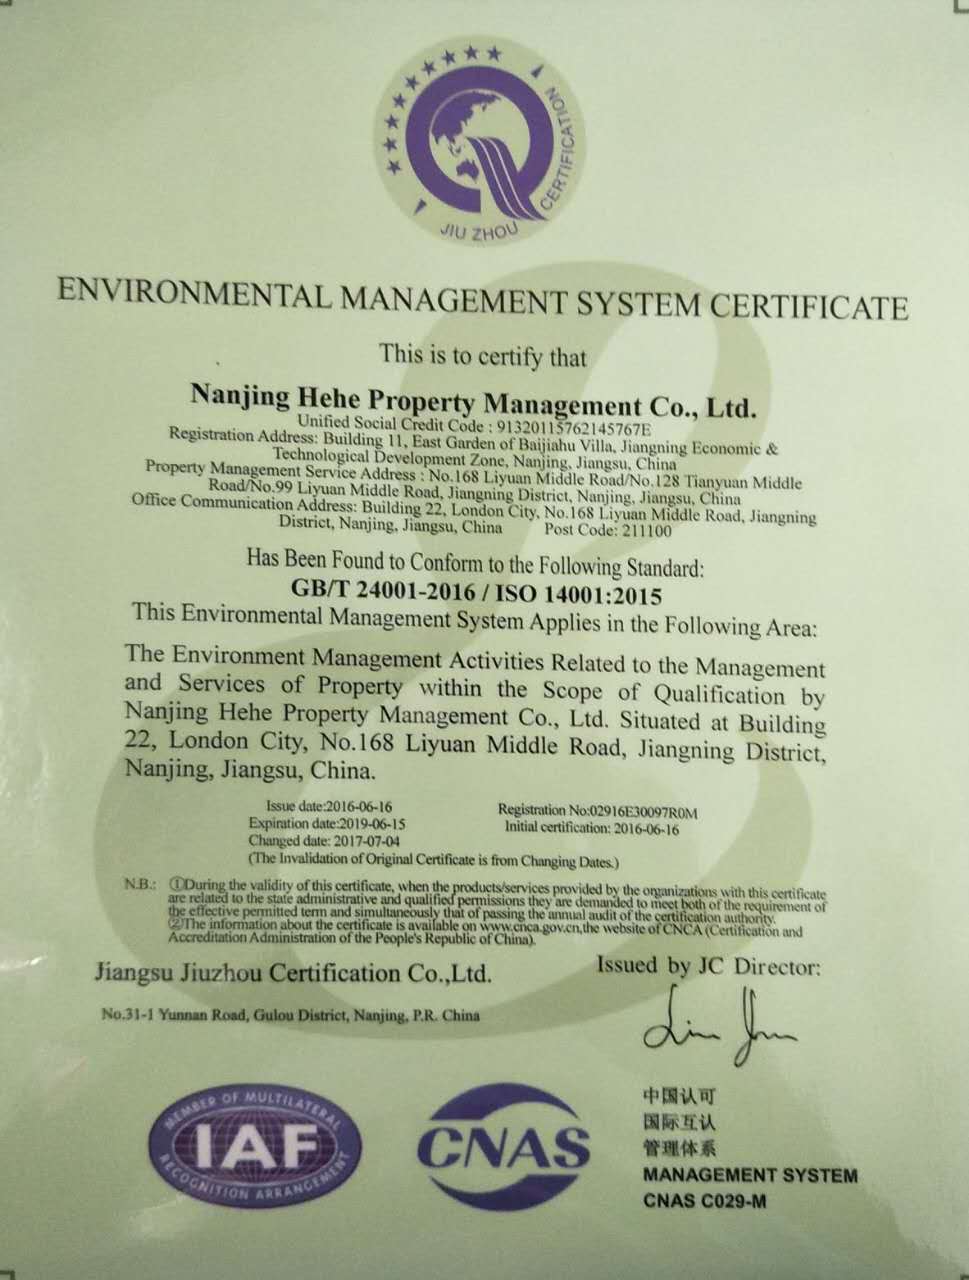 JIU ZHOU CERTIFICATION
ENVIRONMENTAL MANAGEMENT SYSTEM CERTIFICATE
This is to certify that
Nanjing Hehe Property Management Co., Ltd.
Unified Social Credit Code : 91320115762145767E
Registration Address: Building 11, East Garden of Baijiahu Villa, Jiangning Economic &
Technological Development Zone, Nanjing, Jiangsu, China
Property Management Service Address : No.168 Liyuan Middle Road/No.128 Tianyuan Middle
Road/No.99 Liyuan Middle Road, Jiangning District, Nanjing, Jiangsu, China
Office Communication Address: Building 22, London City, No.168 Liyuan Middle Road, Jiangning
District, Nanjing, Jiangsu, China Post Code: 211100
Has Been Found to Conform to the Following Standard:
GB/T 24001-2016 / ISO 14001:2015
This Environmental Management System Applies in the Following Area:
The Environment Management Activities Related to the Management
and Services of Property within the Scope of Qualification by
Nanjing Hehe Property Management Co., Ltd. Situated at Building
22, London City, No.168 Liyuan Middle Road, Jiangning District,
Nanjing, Jiangsu, China.
Issue date:2016-06-16 Registration No:02916E30097R0M
Expiration date:2019-06-15 Initial certification: 2016-06-16
Changed date: 2017-07-04
(The Invalidation of Original Certificate is from Changing Dates.)
N.B.: ①During the validity of this certificate, when the products/services provided by the organizations with this certificate
are related to the state administrative and qualified permissions they are demanded to meet both of the requirement of
the effective permitted term and simultaneously that of passing the annual audit of the certification authority.
②The information about the certificate is available on www.cnca.gov.cn,the website of CNCA (Certification and
Accreditation Administration of the People's Republic of China).
Jiangsu Jiuzhou Certification Co.,Ltd. Issued by JC Director:
No.31-1 Yunnan Road, Gulou District, Nanjing, P.R. China
MEMBER OF MULTILATERAL
IAF
RECOGNITION ARRANGEMENT
CNAS
中国认可
国际互认
管理体系
MANAGEMENT SYSTEM
CNAS C029-M